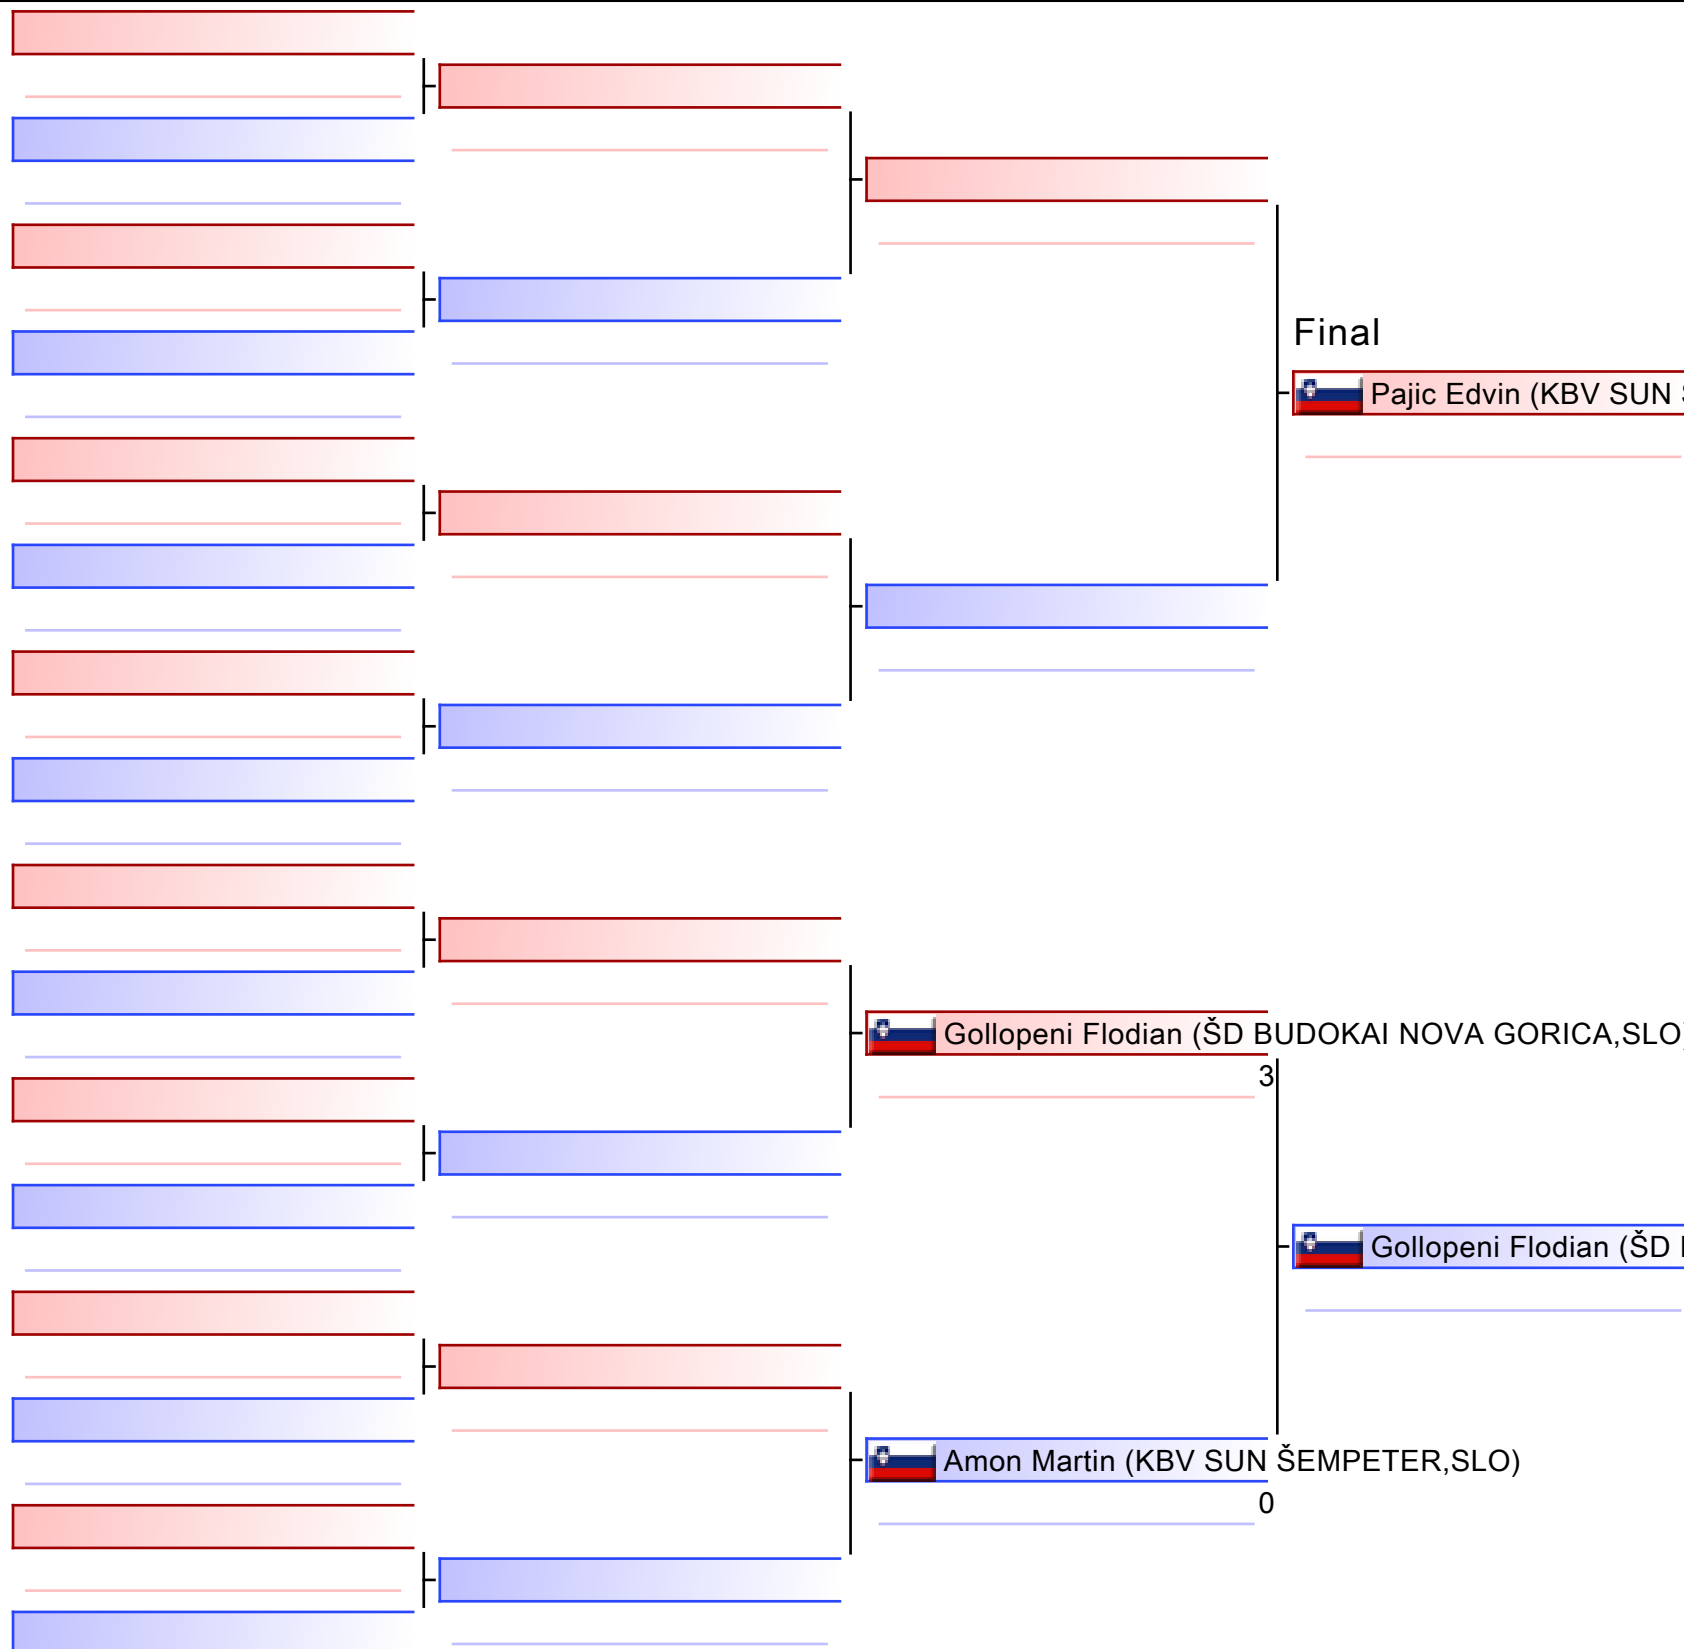 Final
Pajic Edvin (KBV SUN
Gollopeni Flodian (ŠD BUDOKAI NOVA GORICA,SLO)
3
Gollopeni Flodian (ŠD
Amon Martin (KBV SUN ŠEMPETER,SLO)
0